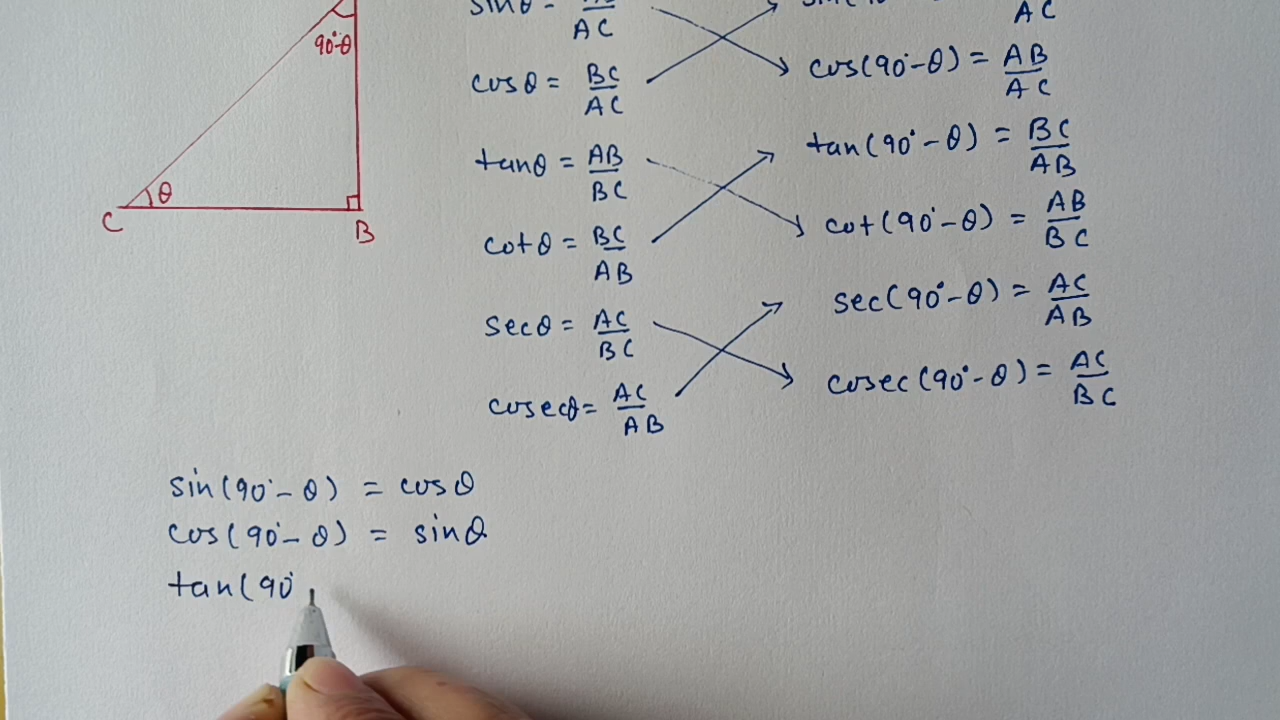 90°-θ
θ
C
B
sinθ =
AC
cosθ = BC
AC
tanθ = AB
BC
cotθ = BC
AB
secθ = AC
BC
cosecθ = AC
AB
AC
cos(90°-θ) = AB
AC
tan(90°-θ) = BC
AB
cot(90°-θ) = AB
BC
sec(90°-θ) = AC
AB
cosec(90°-θ) = AC
BC
sin(90°-θ) = cosθ
cos(90°-θ) = sinθ
tan(90°